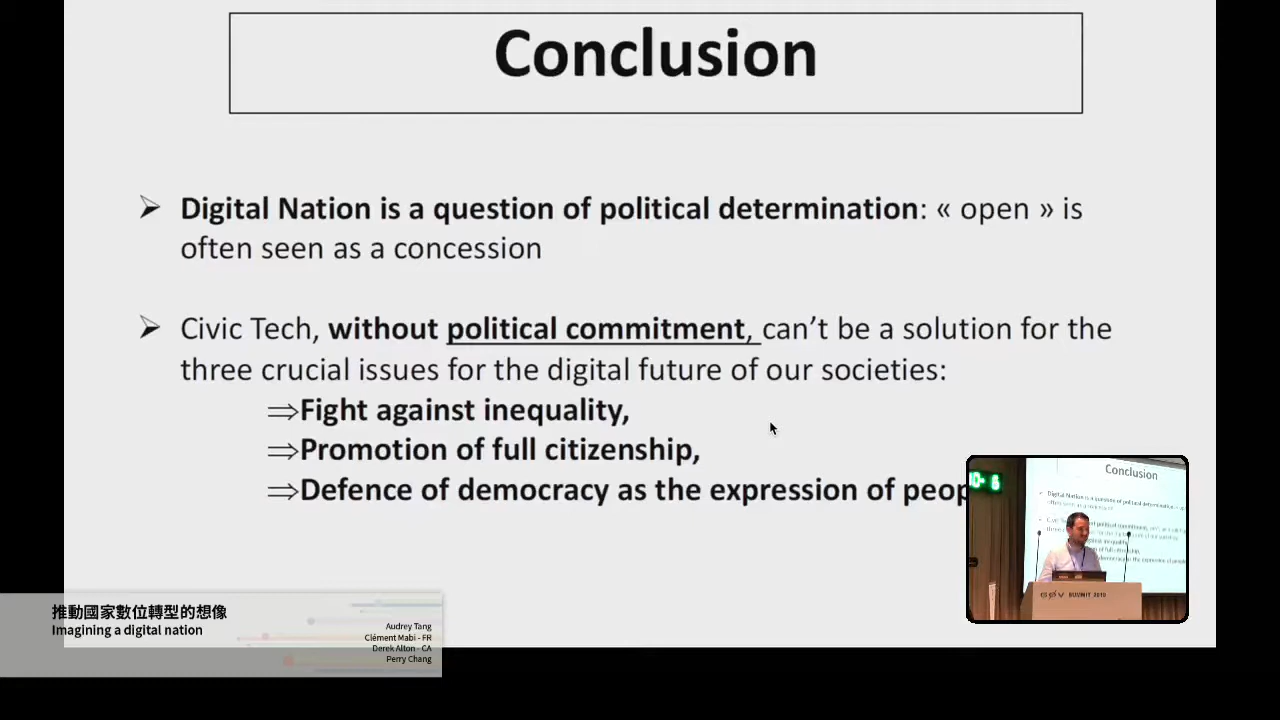 Conclusion
➢ Digital Nation is a question of political determination: « open » is
often seen as a concession
➢ Civic Tech, without political commitment, can’t be a solution for the
three crucial issues for the digital future of our societies:
⇒Fight against inequality,
⇒Promotion of full citizenship,
⇒Defence of democracy as the expression of peop
Conclusion
SUMMIT 2018
推動國家數位轉型的想像
Imagining a digital nation
Audrey Tang
Clément Mabi - FR
Derek Alton - CA
Perry Chang